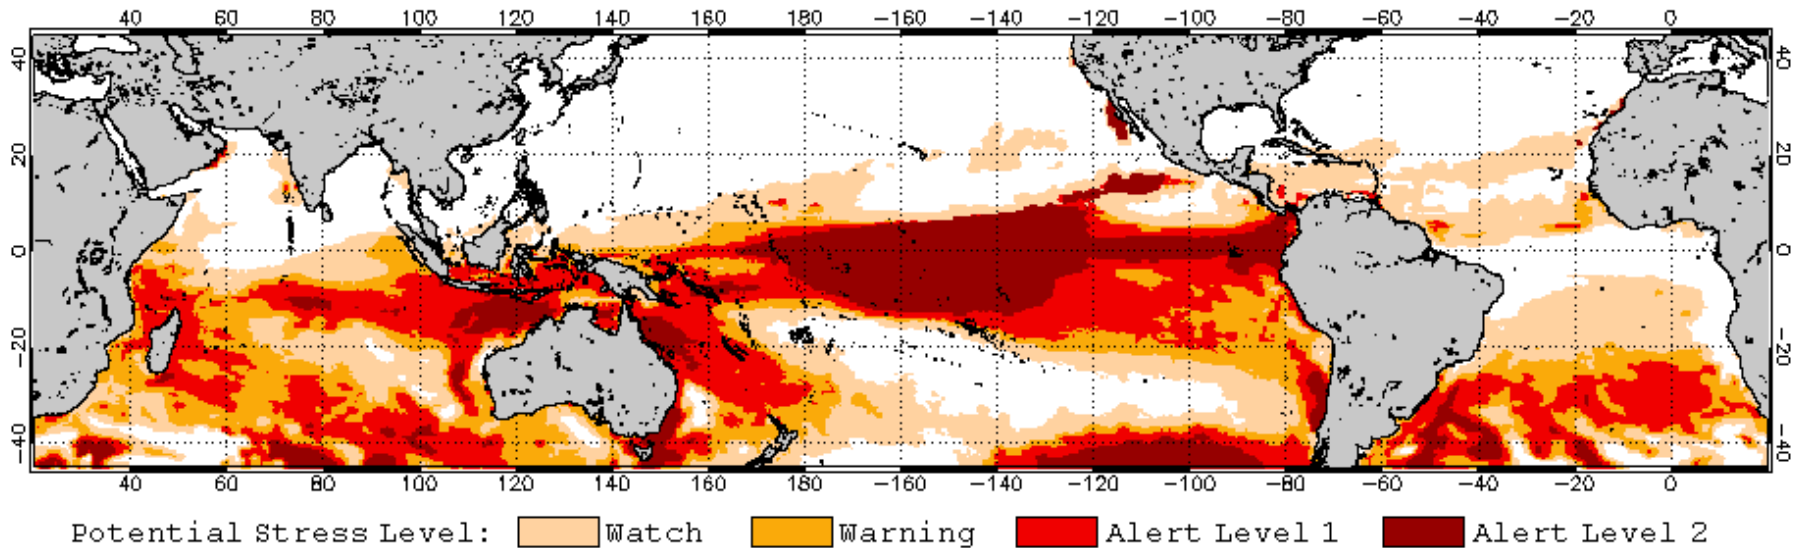 40 60 80 100 120 140 160 180 −160 −140 −120 −100 −80 −60 −40 −20 0
40 40
20 20
0 0
−20 −20
−40 −40
40 60 80 100 120 140 160 180 −160 −140 −120 −100 −80 −60 −40 −20 0
Potential Stress Level: Watch Warning Alert Level 1 Alert Level 2